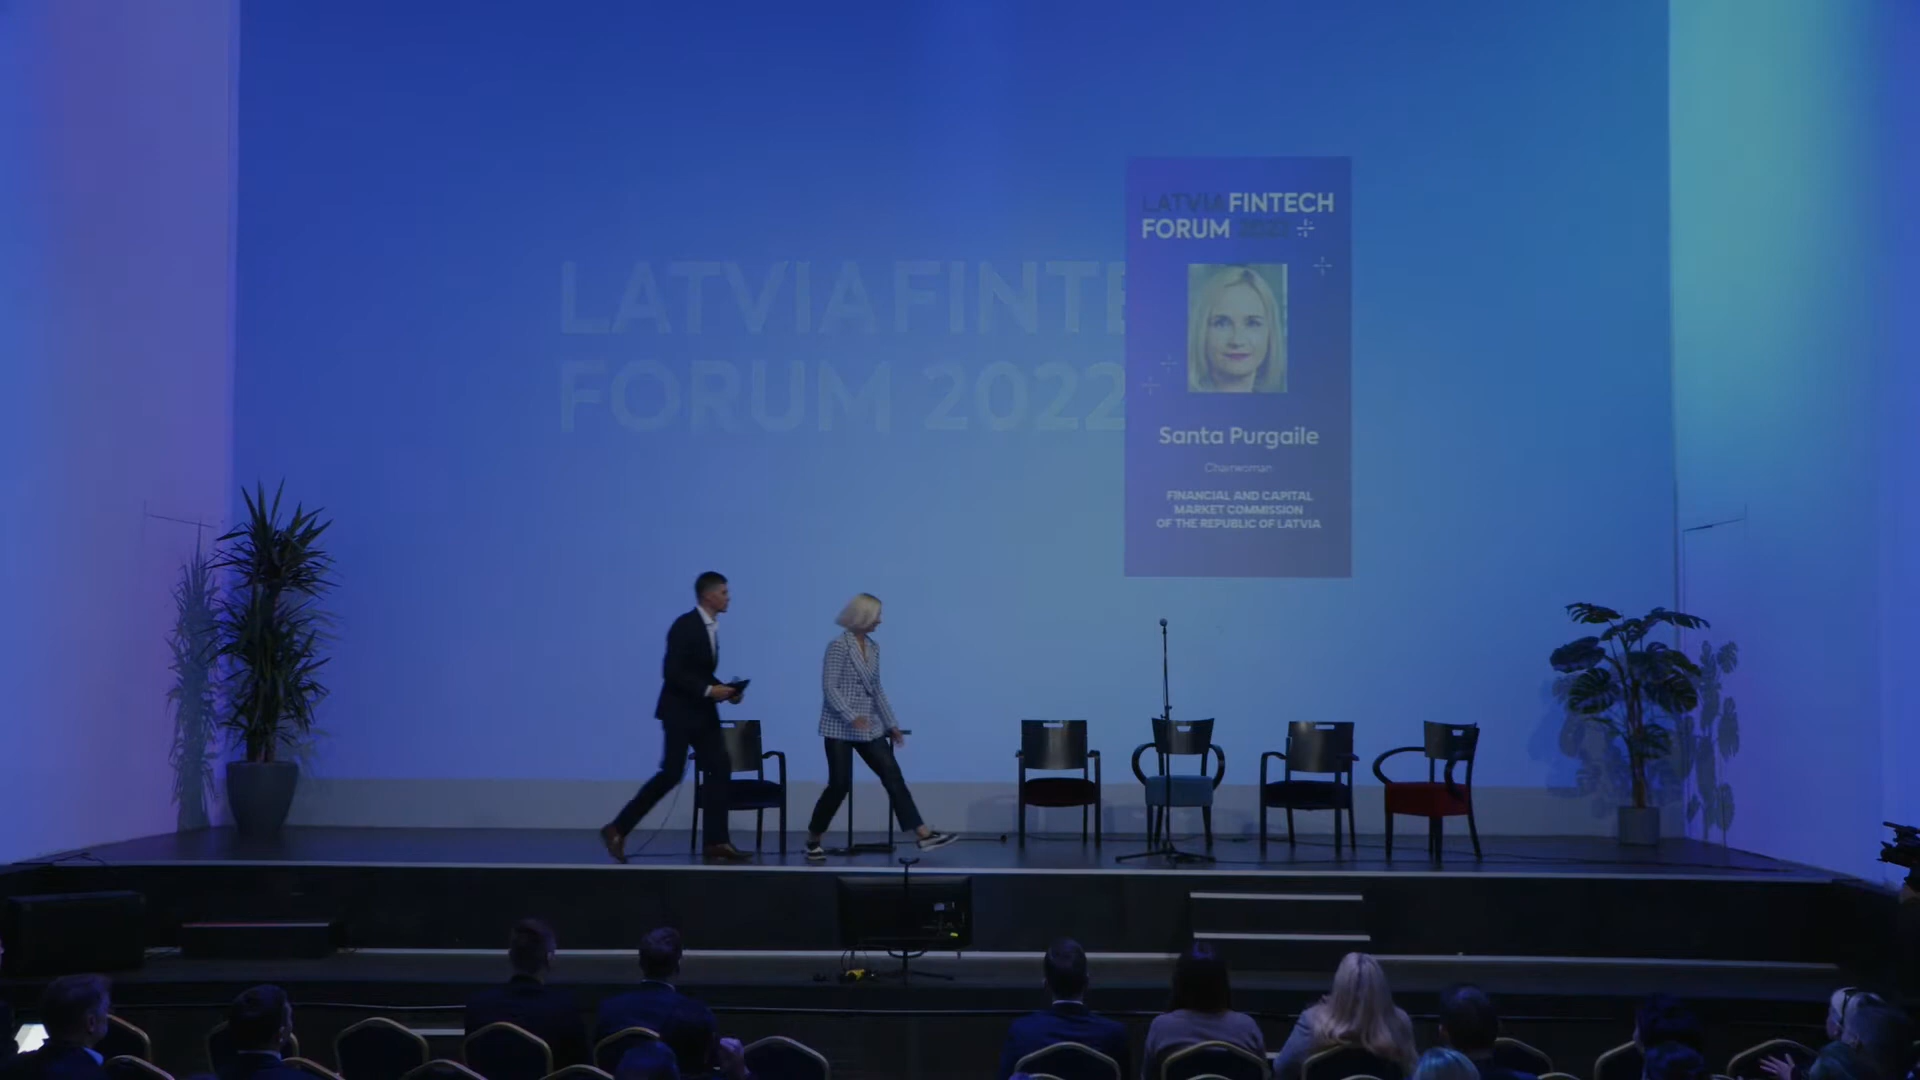 LATVIA FINTE
FORUM 2022
LATVIA FINTECH
FORUM 2022
Santa Purgaile
Chairwoman
FINANCIAL AND CAPITAL
MARKET COMMISSION
OF THE REPUBLIC OF LATVIA